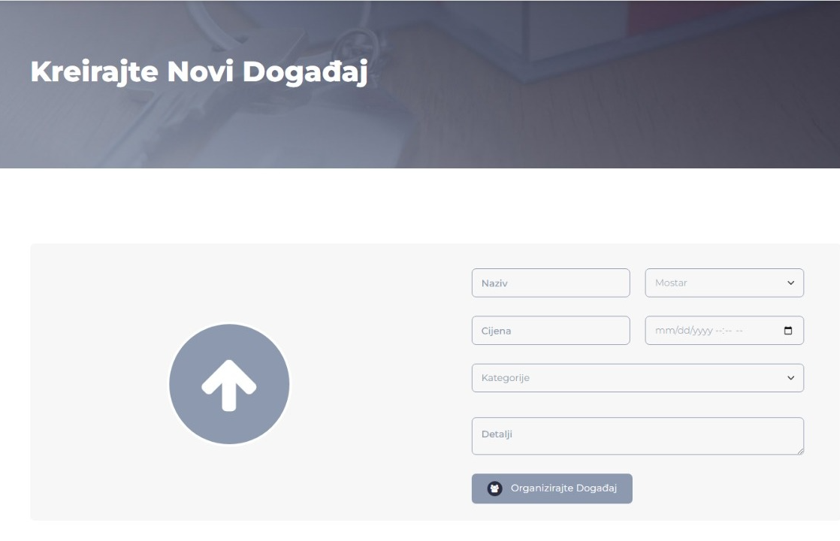 Kreirajte Novi Događaj
Naziv
Mostar
Cijena
mm/dd/yyyy --:-- --
Kategorije
Detalji
Organizirajte Događaj